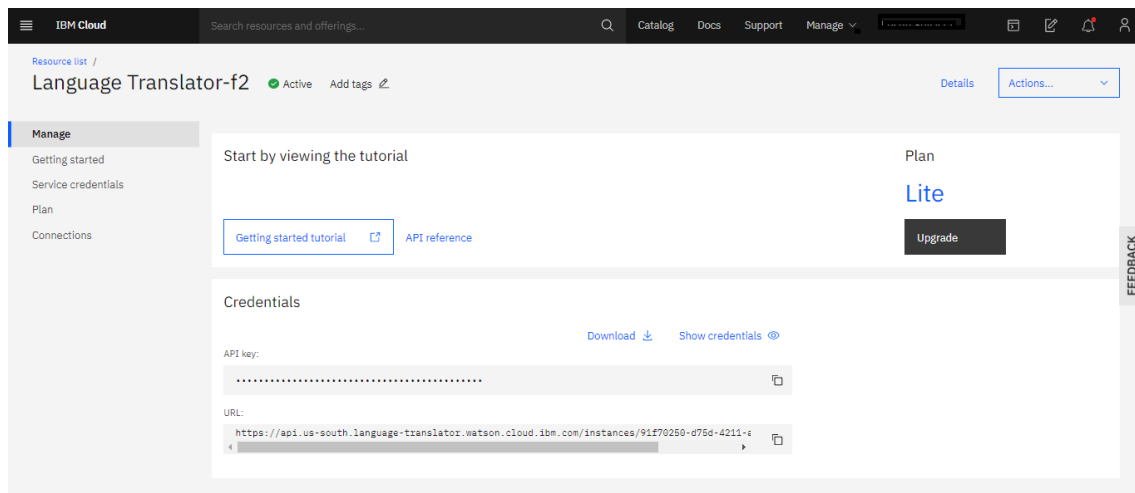 IBM Cloud
Search resources and offerings...
Catalog
Docs
Support
Manage
Resource list /
Language Translator-f2
Active
Add tags
Details
Actions...
Manage
Getting started
Service credentials
Plan
Connections
Start by viewing the tutorial
Getting started tutorial
API reference
Plan
Lite
Upgrade
FEEDBACK
Credentials
Download
Show credentials
API key:
URL:
https://api.us-south.language-translator.watson.cloud.ibm.com/instances/91f70250-d75d-4211-